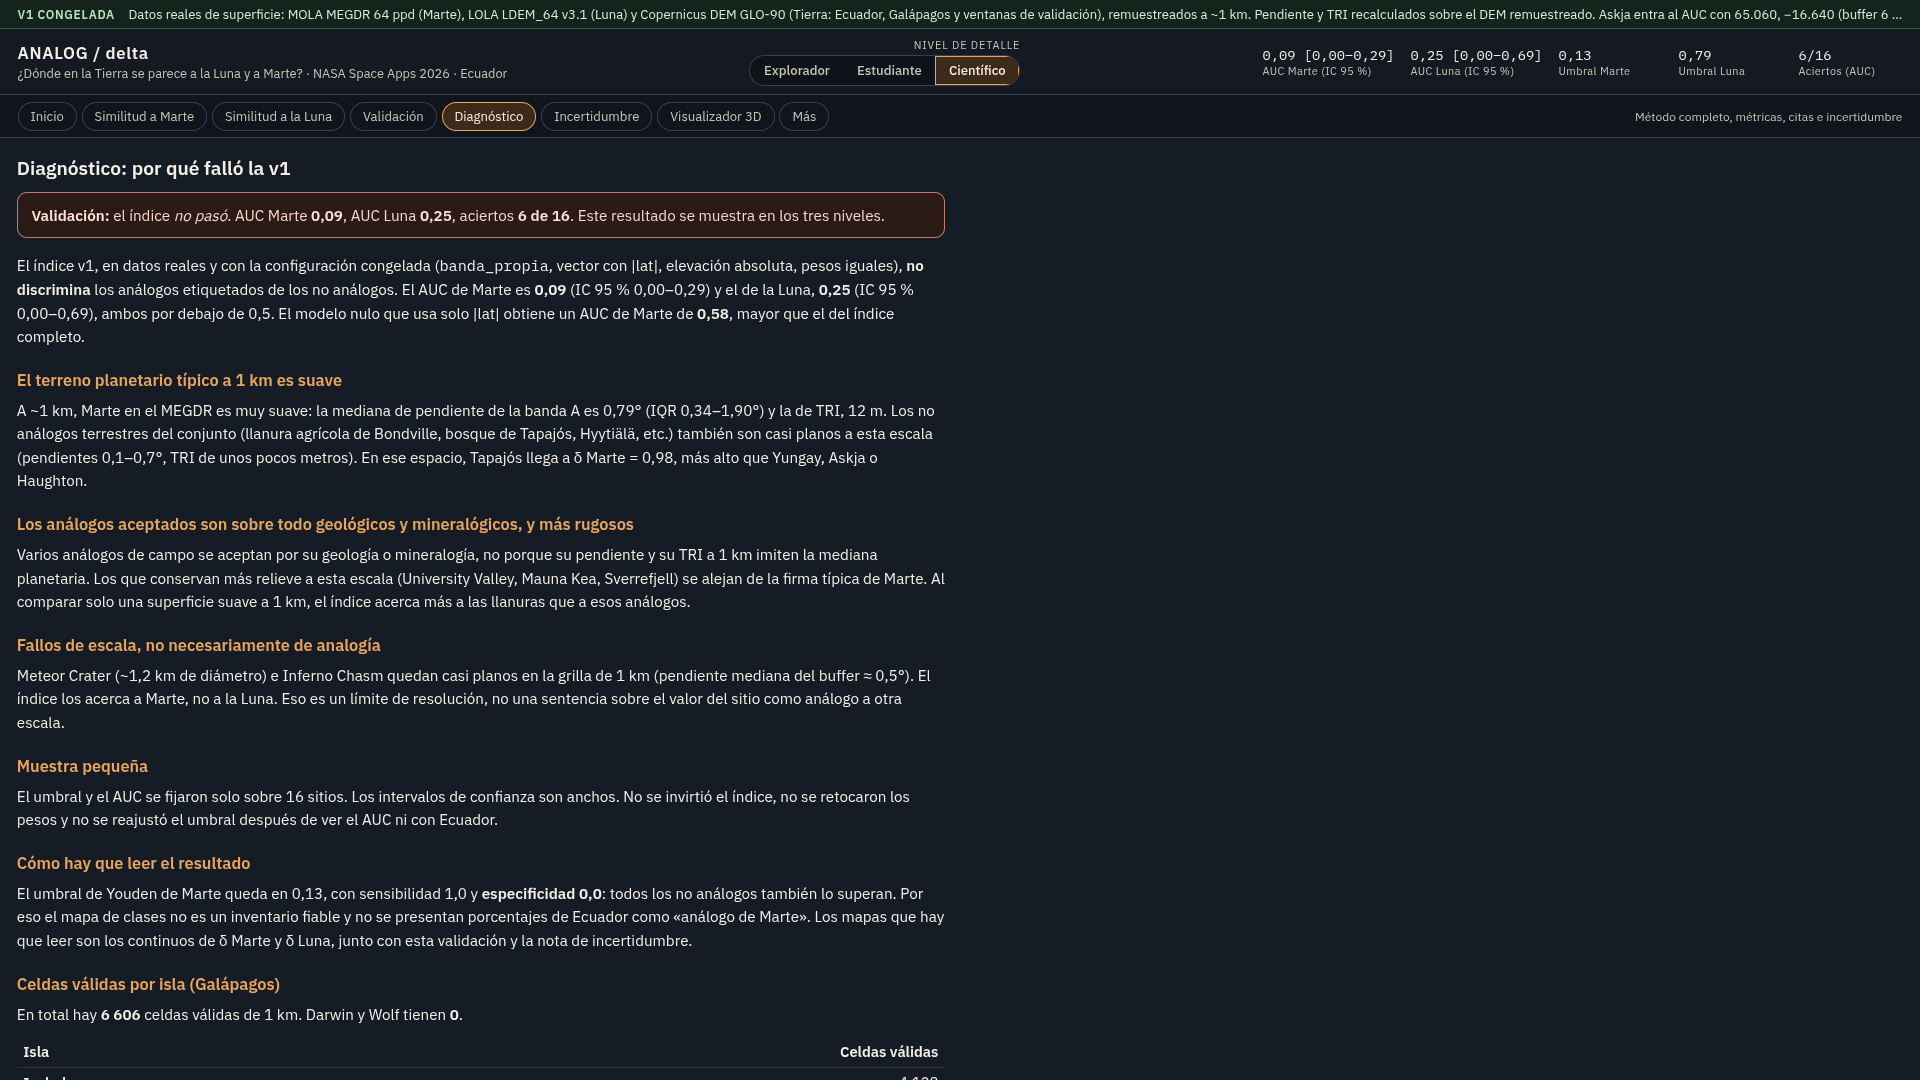 V1 CONGELADA Datos reales de superficie: MOLA MEGDR 64 ppd (Marte), LOLA LDEM_64 v3.1 (Luna) y Copernicus DEM GLO-90 (Tierra: Ecuador, Galápagos y ventanas de validación), remuestreados a ~1 km. Pendiente y TRI recalculados sobre el DEM remuestreado. Askja entra al AUC con 65.060, −16.640 (buffer 6 ...
ANALOG / delta
¿Dónde en la Tierra se parece a la Luna y a Marte? · NASA Space Apps 2026 · Ecuador
NIVEL DE DETALLE
Explorador Estudiante Científico
0,09 [0,00–0,29] 0,25 [0,00–0,69] 0,13 0,79 6/16
AUC Marte (IC 95 %) AUC Luna (IC 95 %) Umbral Marte Umbral Luna Aciertos (AUC)
Inicio Similitud a Marte Similitud a la Luna Validación Diagnóstico Incertidumbre Visualizador 3D Más
Método completo, métricas, citas e incertidumbre
Diagnóstico: por qué falló la v1
Validación: el índice no pasó. AUC Marte 0,09, AUC Luna 0,25, aciertos 6 de 16. Este resultado se muestra en los tres niveles.
El índice v1, en datos reales y con la configuración congelada (banda_propia, vector con |lat|, elevación absoluta, pesos iguales), no
discrimina los análogos etiquetados de los no análogos. El AUC de Marte es 0,09 (IC 95 % 0,00–0,29) y el de la Luna, 0,25 (IC 95 %
0,00–0,69), ambos por debajo de 0,5. El modelo nulo que usa solo |lat| obtiene un AUC de Marte de 0,58, mayor que el del índice
completo.
El terreno planetario típico a 1 km es suave
A ~1 km, Marte en el MEGDR es muy suave: la mediana de pendiente de la banda A es 0,79° (IQR 0,34–1,90°) y la de TRI, 12 m. Los no
análogos terrestres del conjunto (llanura agrícola de Bondville, bosque de Tapajós, Hyytiälä, etc.) también son casi planos a esta escala
(pendientes 0,1–0,7°, TRI de unos pocos metros). En ese espacio, Tapajós llega a δ Marte = 0,98, más alto que Yungay, Askja o
Haughton.
Los análogos aceptados son sobre todo geológicos y mineralógicos, y más rugosos
Varios análogos de campo se aceptan por su geología o mineralogía, no porque su pendiente y su TRI a 1 km imiten la mediana
planetaria. Los que conservan más relieve a esta escala (University Valley, Mauna Kea, Sverrefjell) se alejan de la firma típica de Marte. Al
comparar solo una superficie suave a 1 km, el índice acerca más a las llanuras que a esos análogos.
Fallos de escala, no necesariamente de analogía
Meteor Crater (~1,2 km de diámetro) e Inferno Chasm quedan casi planos en la grilla de 1 km (pendiente mediana del buffer ≈ 0,5°). El
índice los acerca a Marte, no a la Luna. Eso es un límite de resolución, no una sentencia sobre el valor del sitio como análogo a otra
escala.
Muestra pequeña
El umbral y el AUC se fijaron solo sobre 16 sitios. Los intervalos de confianza son anchos. No se invirtió el índice, no se retocaron los
pesos y no se reajustó el umbral después de ver el AUC ni con Ecuador.
Cómo hay que leer el resultado
El umbral de Youden de Marte queda en 0,13, con sensibilidad 1,0 y especificidad 0,0: todos los no análogos también lo superan. Por
eso el mapa de clases no es un inventario fiable y no se presentan porcentajes de Ecuador como «análogo de Marte». Los mapas que hay
que leer son los continuos de δ Marte y δ Luna, junto con esta validación y la nota de incertidumbre.
Celdas válidas por isla (Galápagos)
En total hay 6 606 celdas válidas de 1 km. Darwin y Wolf tienen 0.
Isla Celdas válidas